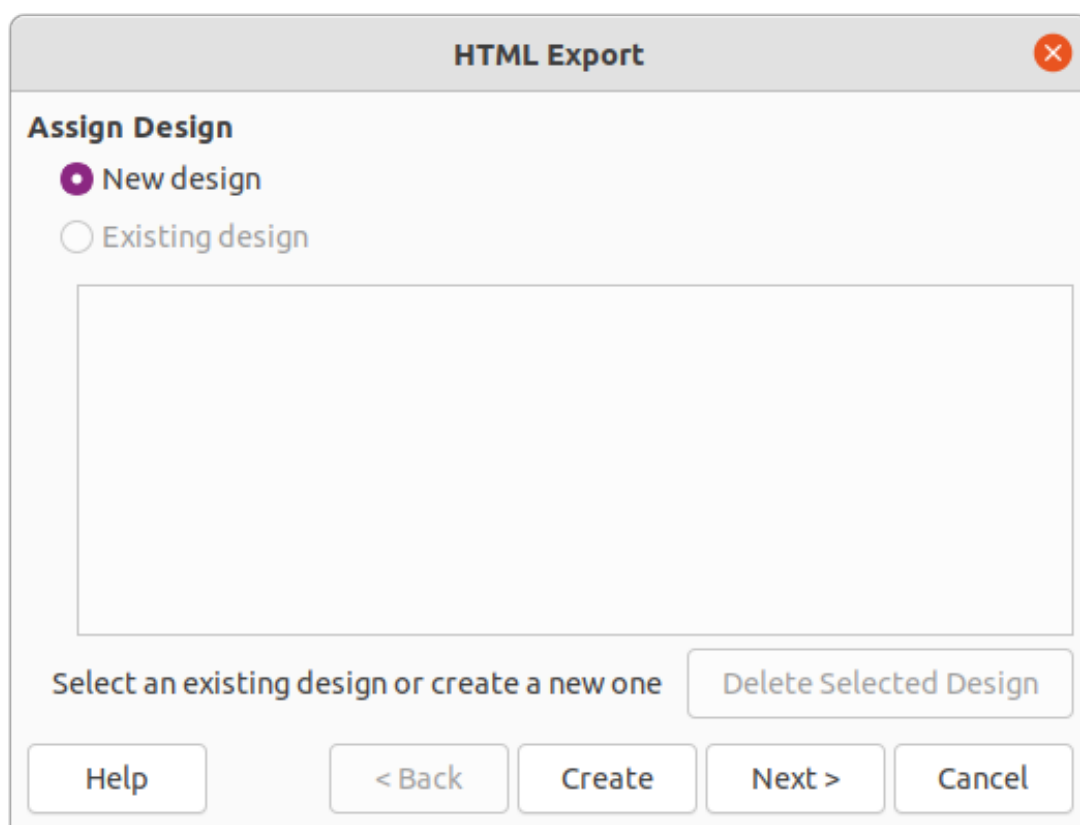 HTML Export
Assign Design
New design
Existing design
Select an existing design or create a new one
Delete Selected Design
Help
< Back
Create
Next >
Cancel